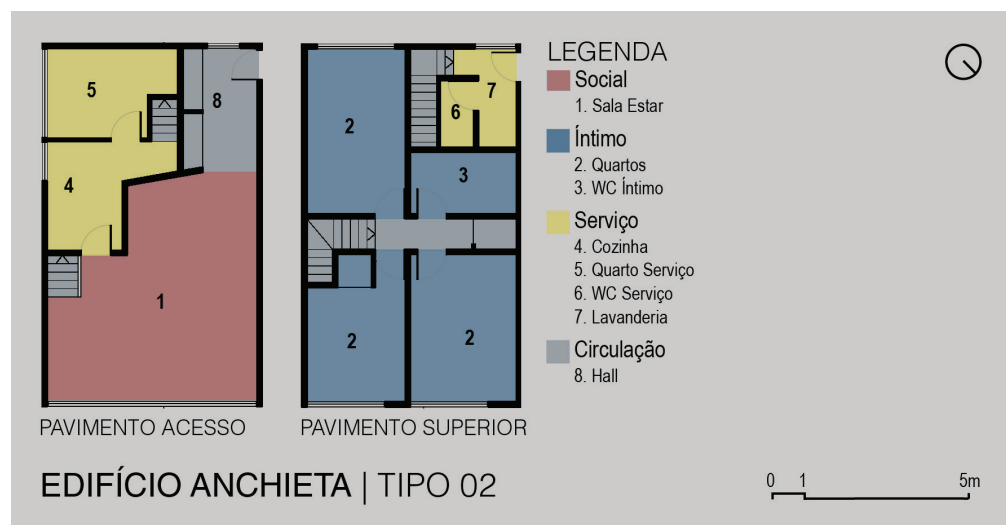 5
8
4
1
PAVIMENTO ACESSO
2
7
6
3
2
2
PAVIMENTO SUPERIOR
LEGENDA
Social
1. Sala Estar
Íntimo
2. Quartos
3. WC Íntimo
Serviço
4. Cozinha
5. Quarto Serviço
6. WC Serviço
7. Lavanderia
Circulação
8. Hall
EDIFÍCIO ANCHIETA | TIPO 02
0 1 5m